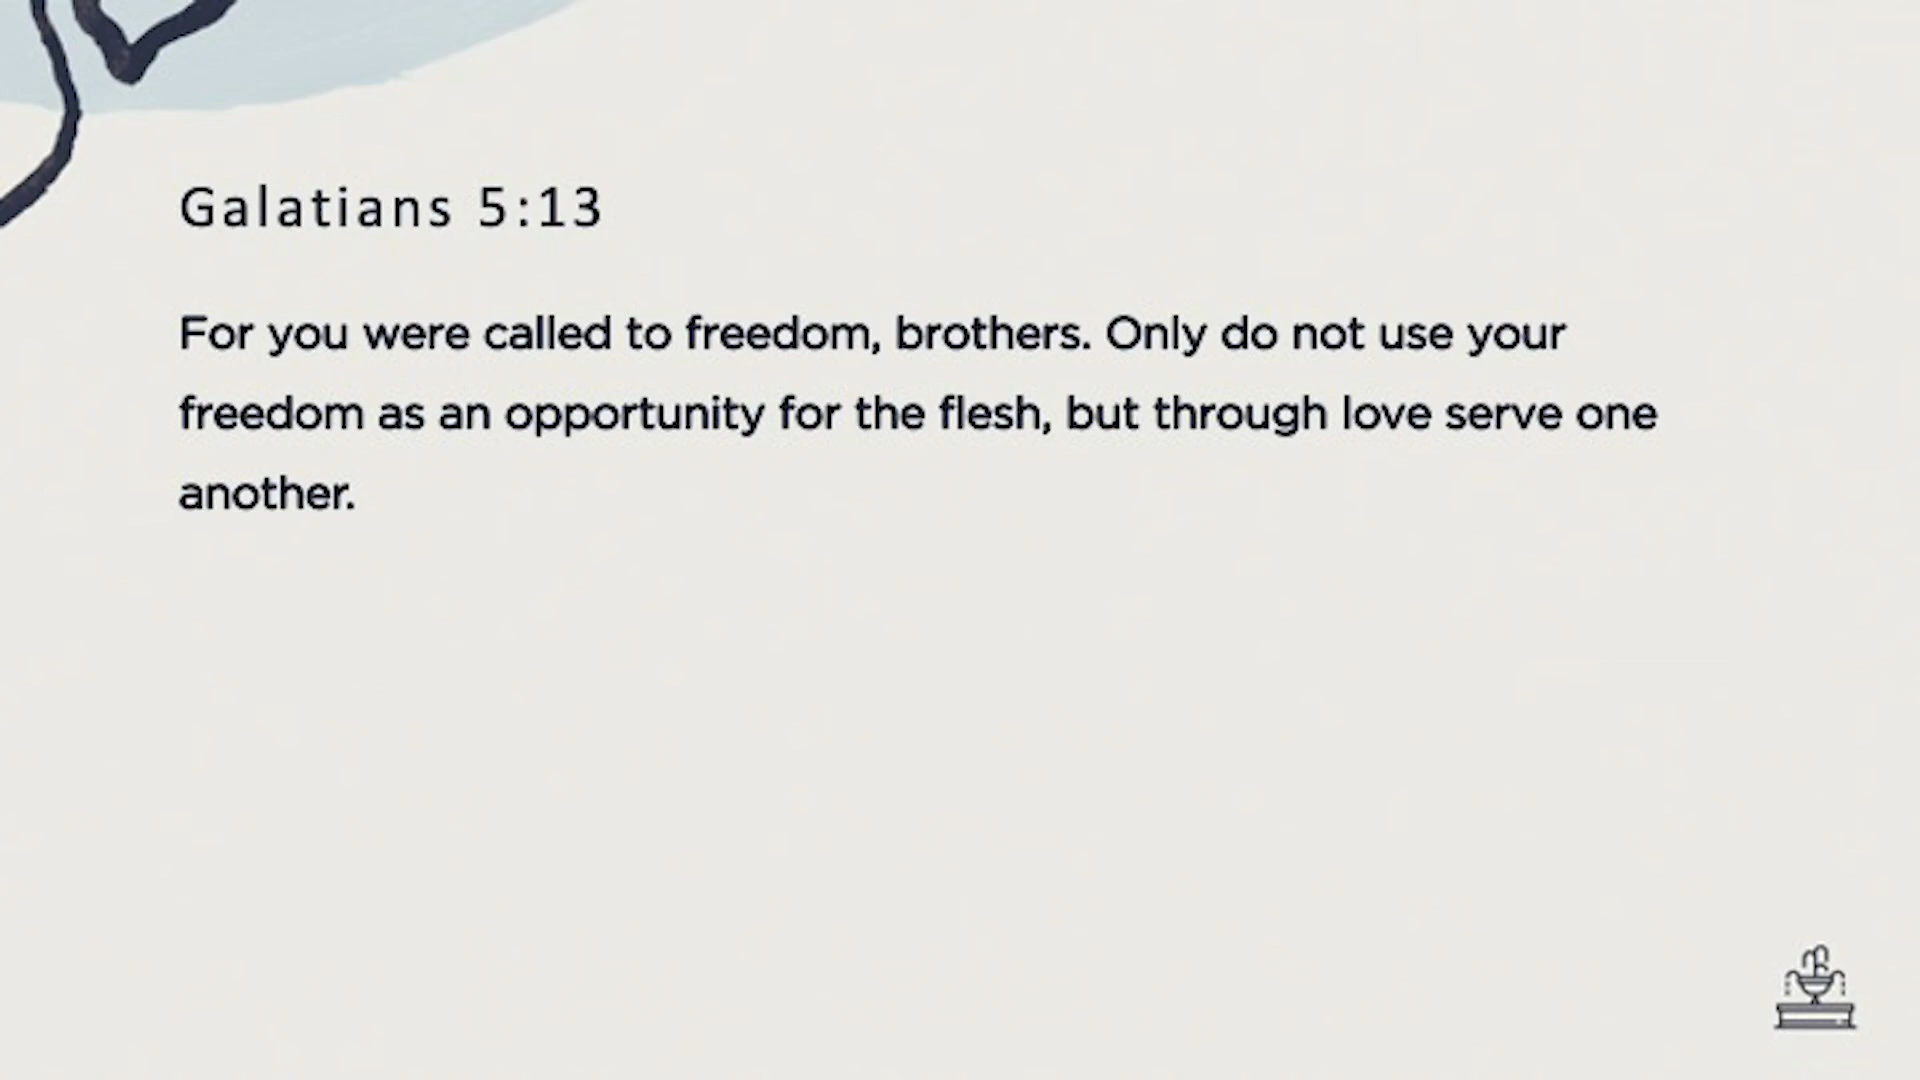 Galatians 5:13
For you were called to freedom, brothers. Only do not use your
freedom as an opportunity for the flesh, but through love serve one
another.